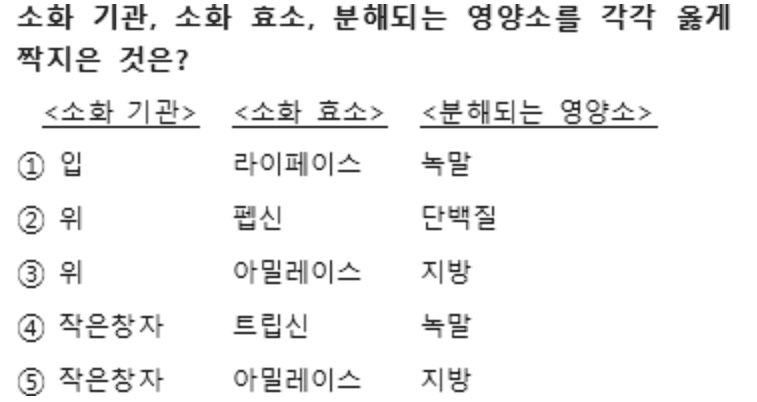 소화 기관, 소화 효소, 분해되는 영양소를 각각 옳게
짝지은 것은?
<소화 기관> <소화 효소> <분해되는 영양소>
① 입 라이페이스 녹말
② 위 펩신 단백질
③ 위 아밀레이스 지방
④ 작은창자 트립신 녹말
⑤ 작은창자 아밀레이스 지방